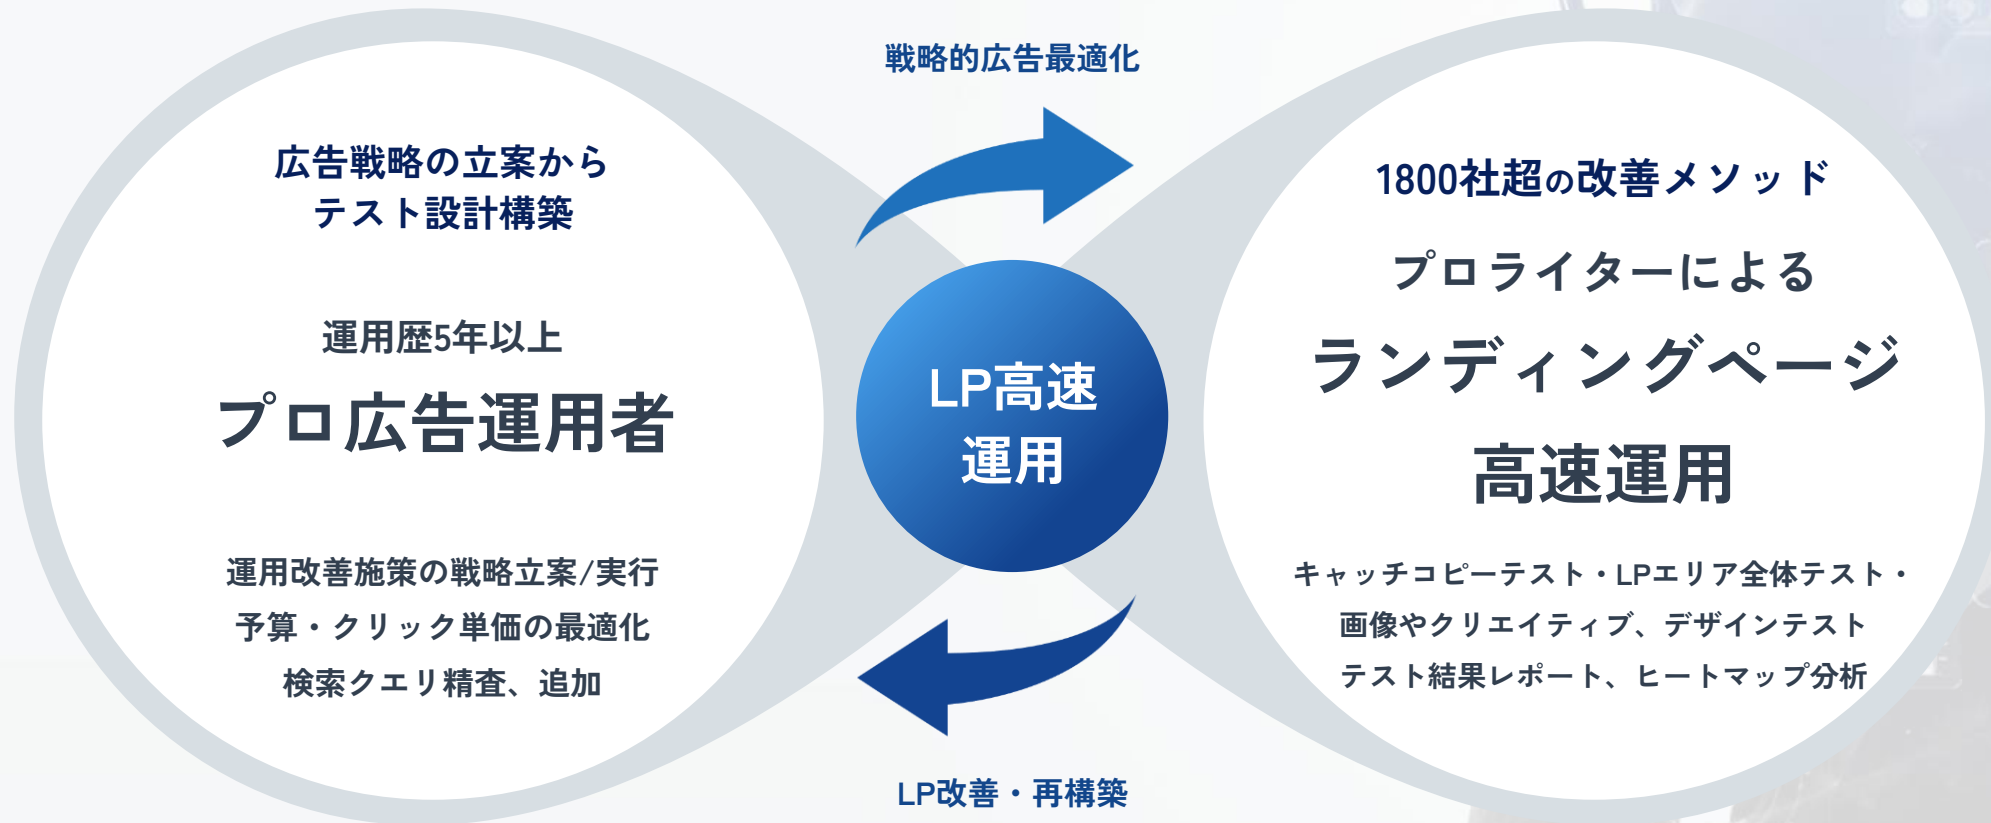 戦略的広告最適化
広告戦略の立案から
テスト設計構築
運用歴5年以上
プロ広告運用者
運用改善施策の戦略立案/実行
予算・クリック単価の最適化
検索クエリ精査、追加
LP高速
運用
1800社超の改善メソッド
プロライターによる
ランディングページ
高速運用
キャッチコピーテスト・LPエリア全体テスト・
画像やクリエイティブ、デザインテスト
テスト結果レポート、ヒートマップ分析
LP改善・再構築